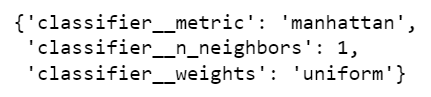 {'classifier__metric': 'manhattan',
 'classifier__n_neighbors': 1,
 'classifier__weights': 'uniform'}